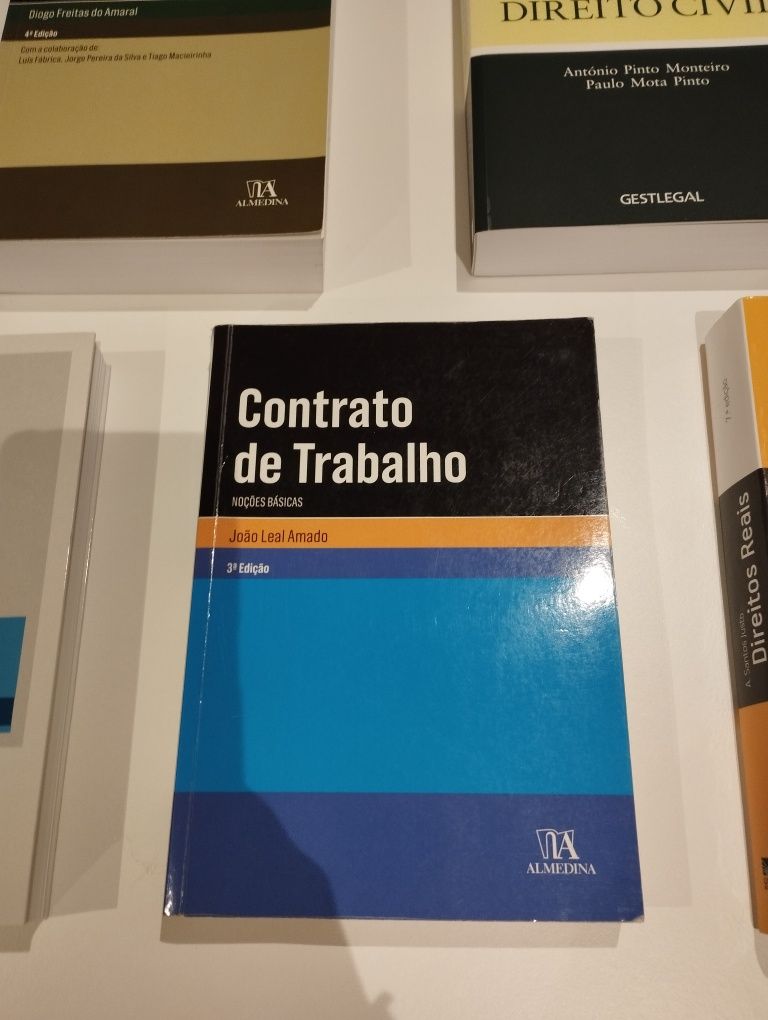 Diogo Freitas do Amaral
4ª Edição
Com a colaboração de:
Luís Fábrica, Jorge Pereira da Silva e Tiago Macieirinha
ALMEDINA
DIREITO CIVIL
António Pinto Monteiro
Paulo Mota Pinto
GESTLEGAL
Contrato
de Trabalho
NOÇÕES BÁSICAS
João Leal Amado
3ª Edição
ALMEDINA
7.ª edição
A. Santos Justo
Direitos Reais